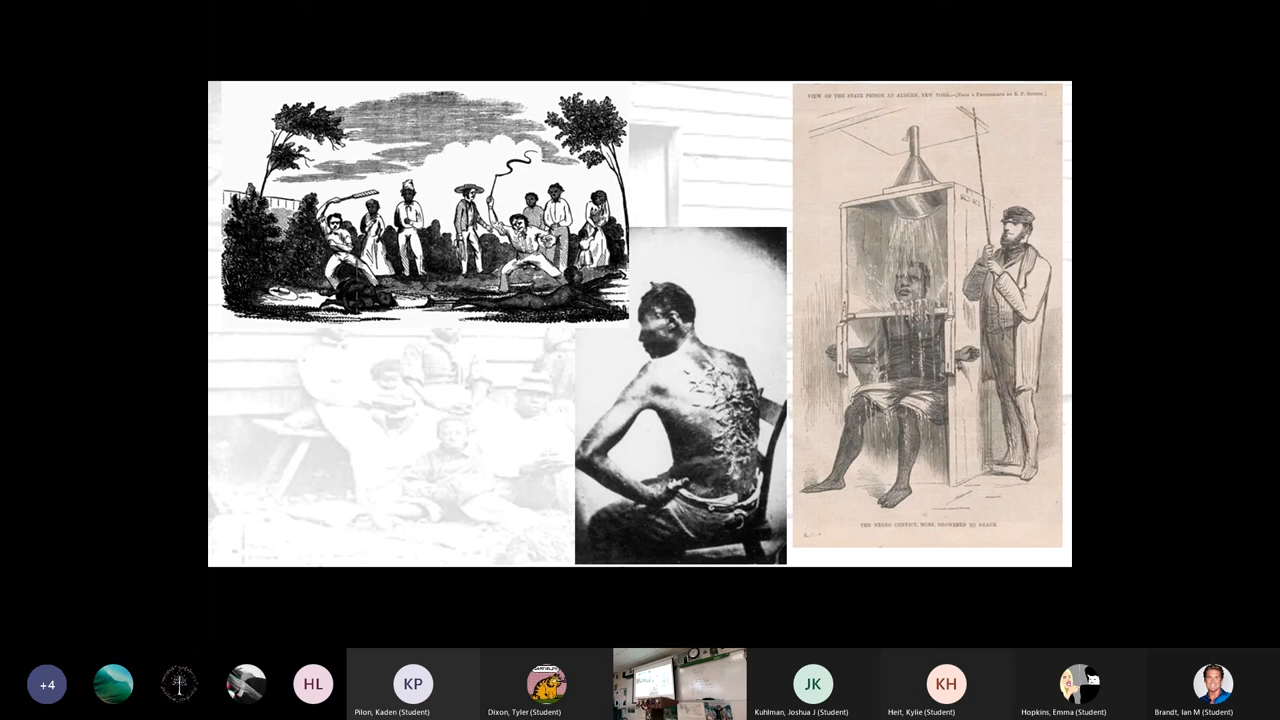 VIEW OF THE STATE PRISON AT AUBURN, NEW YORK.
THE NEGRO CONVICT, MORE, SHOWERED TO DEATH.
+4
HL
KP
JK
KH
Pilon, Kaden (Student)
Dixon, Tyler (Student)
Kuhlman, Joshua J (Student)
Heit, Kylie (Student)
Hopkins, Emma (Student)
Brandt, Ian M (Student)